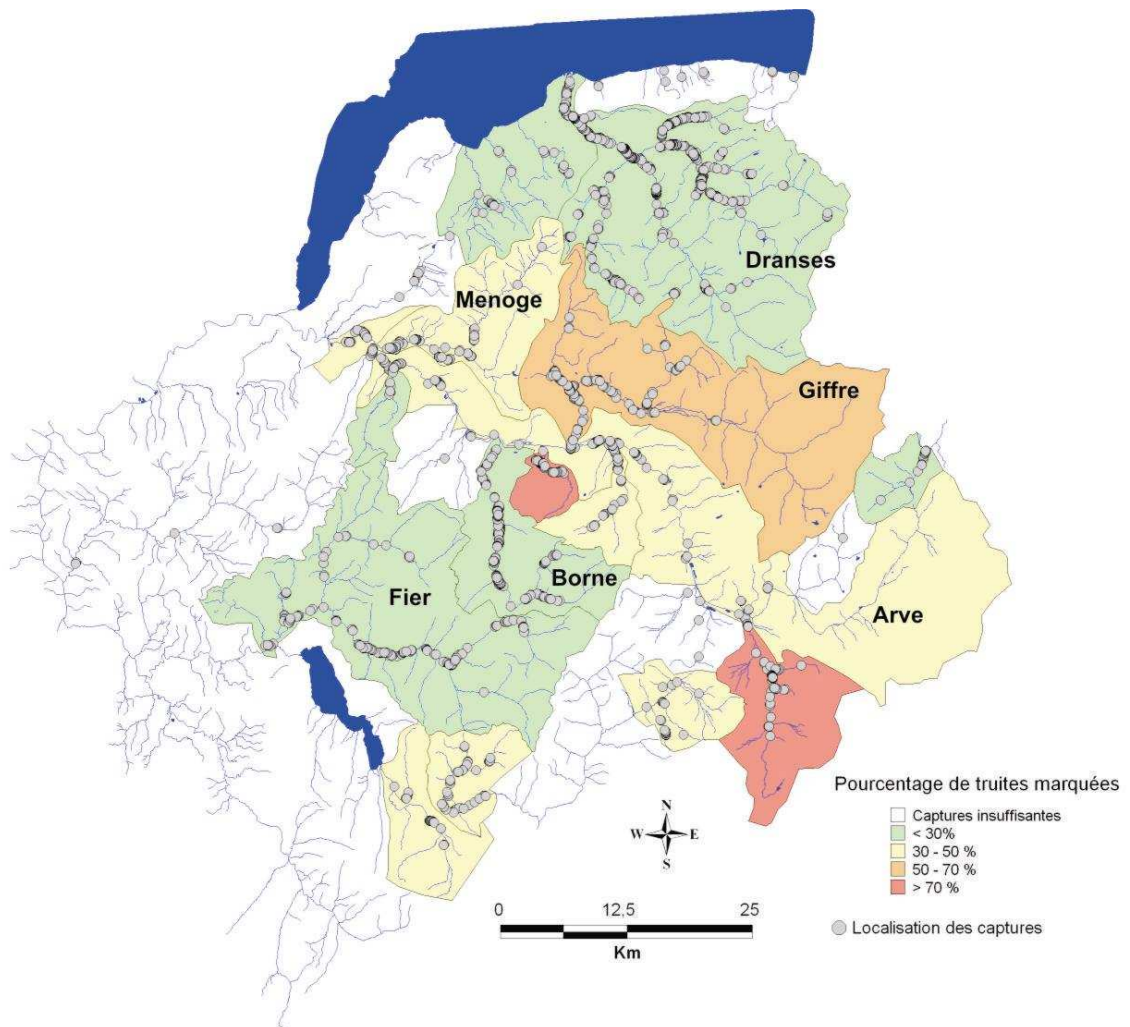 Dranses
Menoge
Giffre
Borne
Fier
Arve
Pourcentage de truites marquées
Captures insuffisantes
< 30%
30 - 50 %
50 - 70 %
> 70 %
N
W E
S
0 12,5 25
Km
Localisation des captures